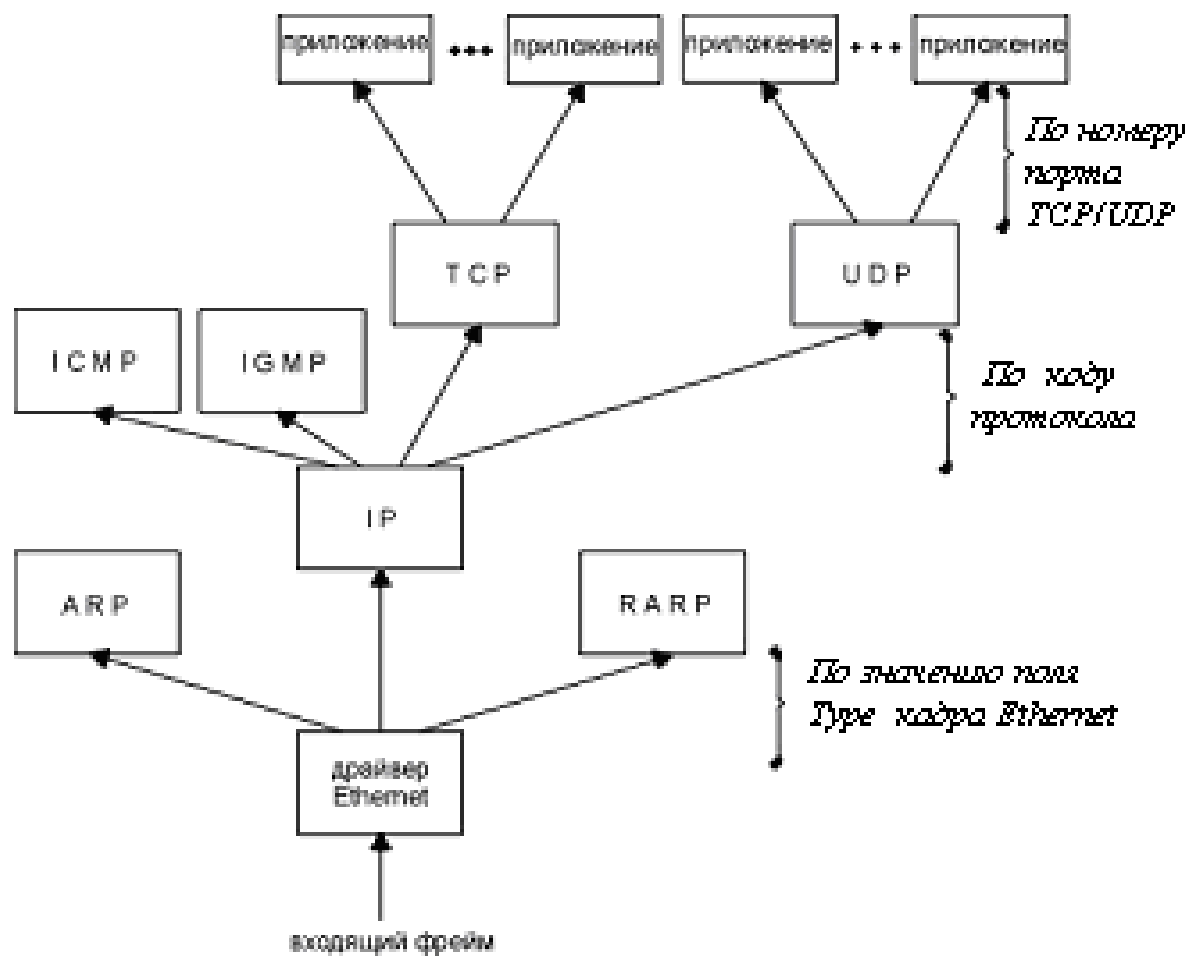 приложение ••• приложение приложение ••• приложение
По номеру
порта
TCP/UDP
TCP
UDP
ICMP
IGMP
По коду
протокола
IP
ARP
RARP
По значению поля
Type кадра Ethernet
драйвер
Ethernet
входящий фрейм